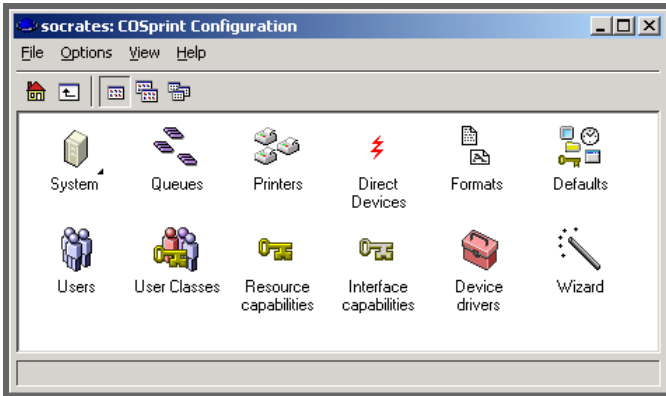 socrates: COSprint Configuration
File Options View Help
System Queues Printers Direct Devices Formats Defaults
Users User Classes Resource capabilities Interface capabilities Device drivers Wizard